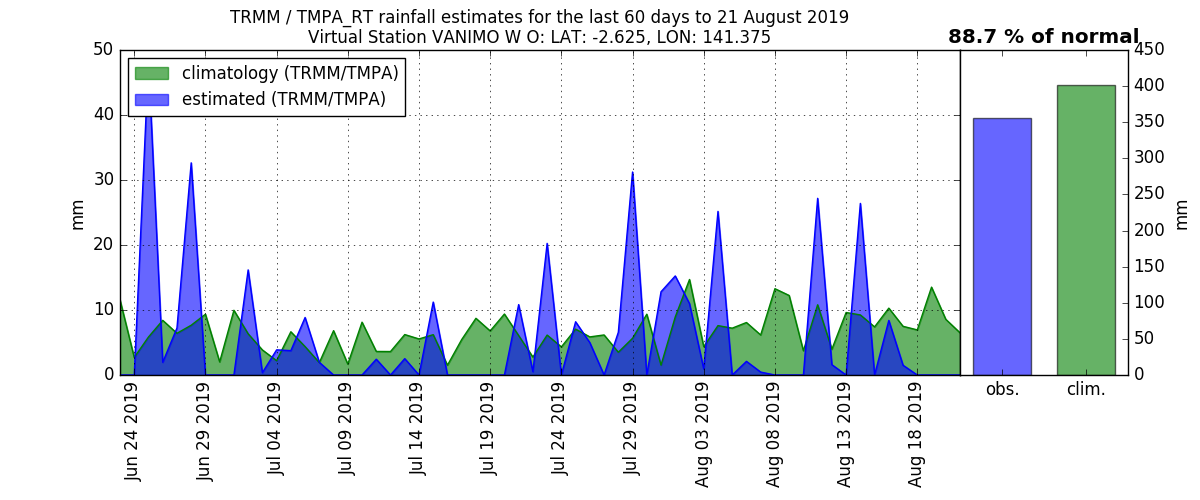 TRMM / TMPA_RT rainfall estimates for the last 60 days to 21 August 2019
Virtual Station VANIMO W O: LAT: -2.625, LON: 141.375
88.7 % of normal
climatology (TRMM/TMPA)
estimated (TRMM/TMPA)
50
40
30
20
10
0
mm
Jun 24 2019
Jun 29 2019
Jul 04 2019
Jul 09 2019
Jul 14 2019
Jul 19 2019
Jul 24 2019
Jul 29 2019
Aug 03 2019
Aug 08 2019
Aug 13 2019
Aug 18 2019
obs.
clim.
450
400
350
300
250
200
150
100
50
0
mm